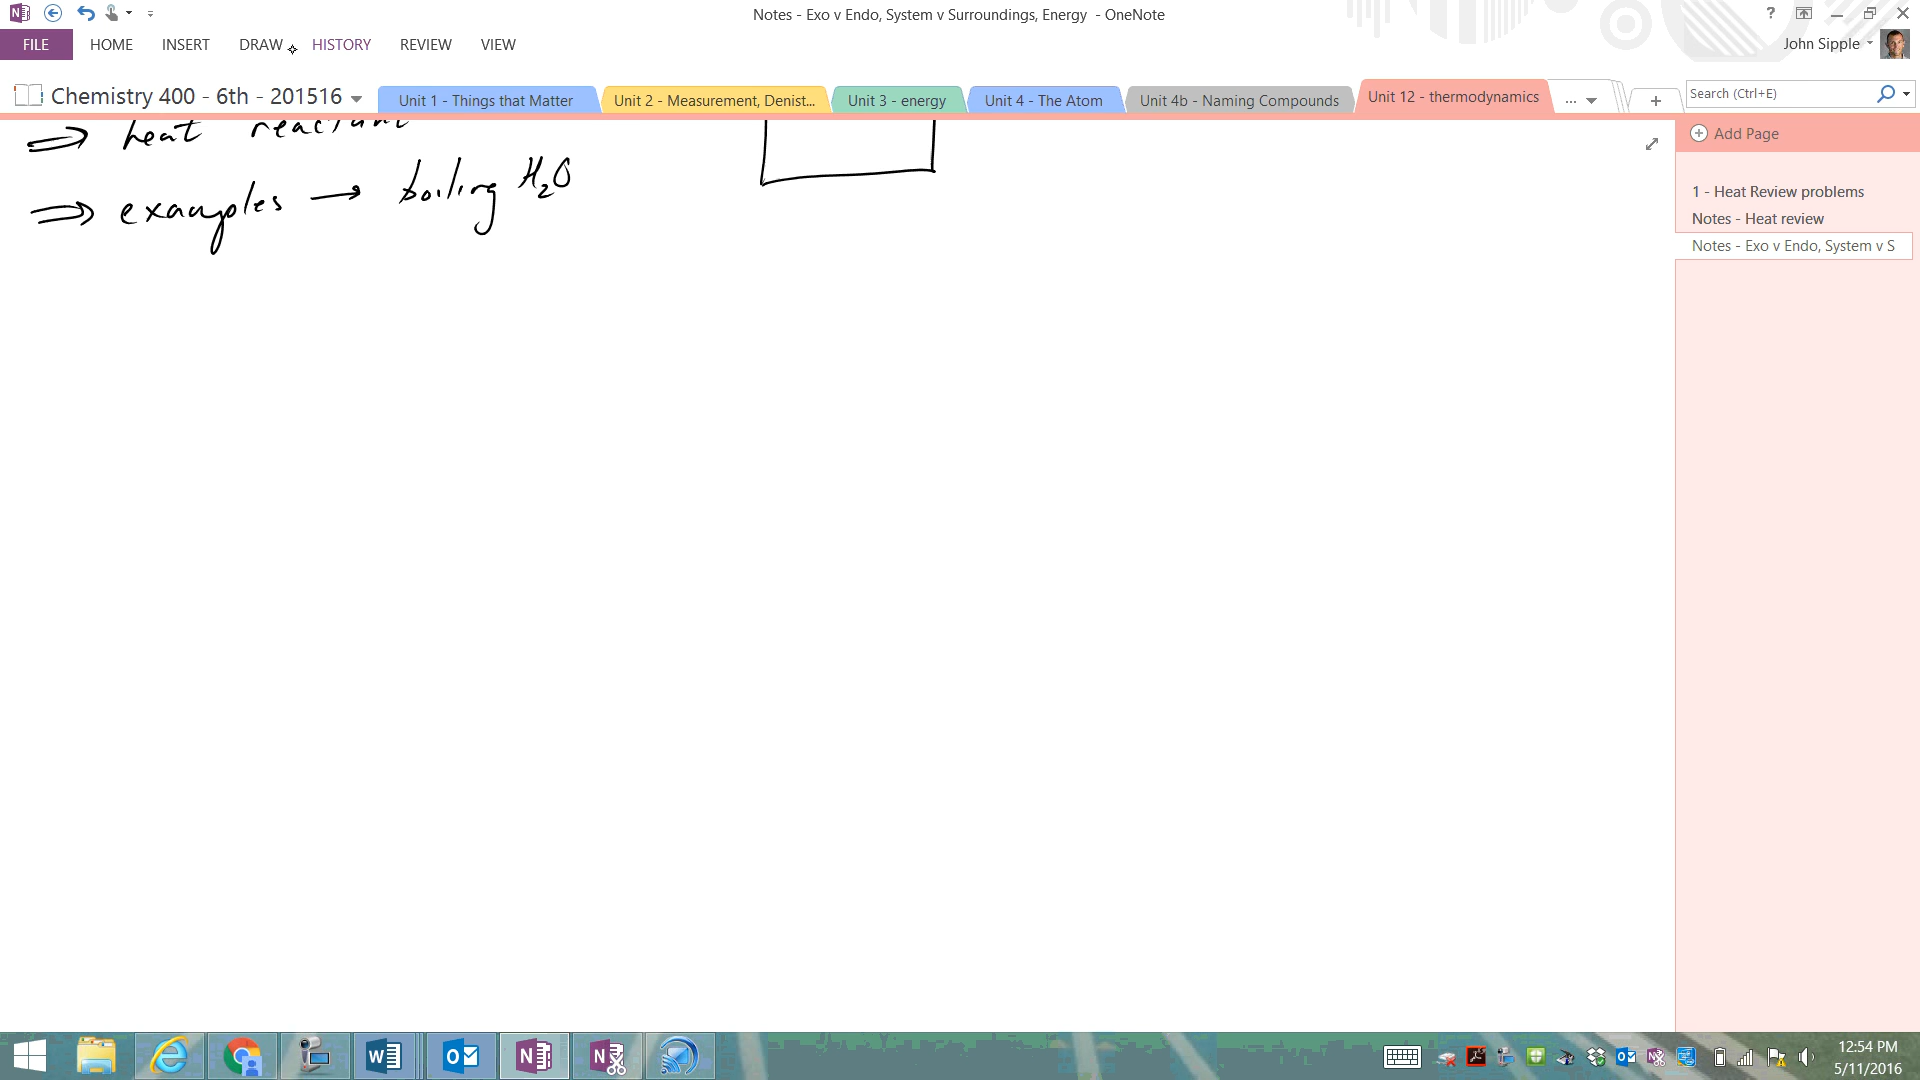 Notes - Exo v Endo, System v Surroundings, Energy - OneNote
?
FILE HOME INSERT DRAW HISTORY REVIEW VIEW
John Sipple
Chemistry 400 - 6th - 201516
Unit 1 - Things that Matter
Unit 2 - Measurement, Denist...
Unit 3 - energy
Unit 4 - The Atom
Unit 4b - Naming Compounds
Unit 12 - thermodynamics
...
+
Search (Ctrl+E)
Add Page
1 - Heat Review problems
Notes - Heat review
Notes - Exo v Endo, System v S
⇒ heat reactant
⇒ examples → boiling H₂O
12:54 PM
5/11/2016